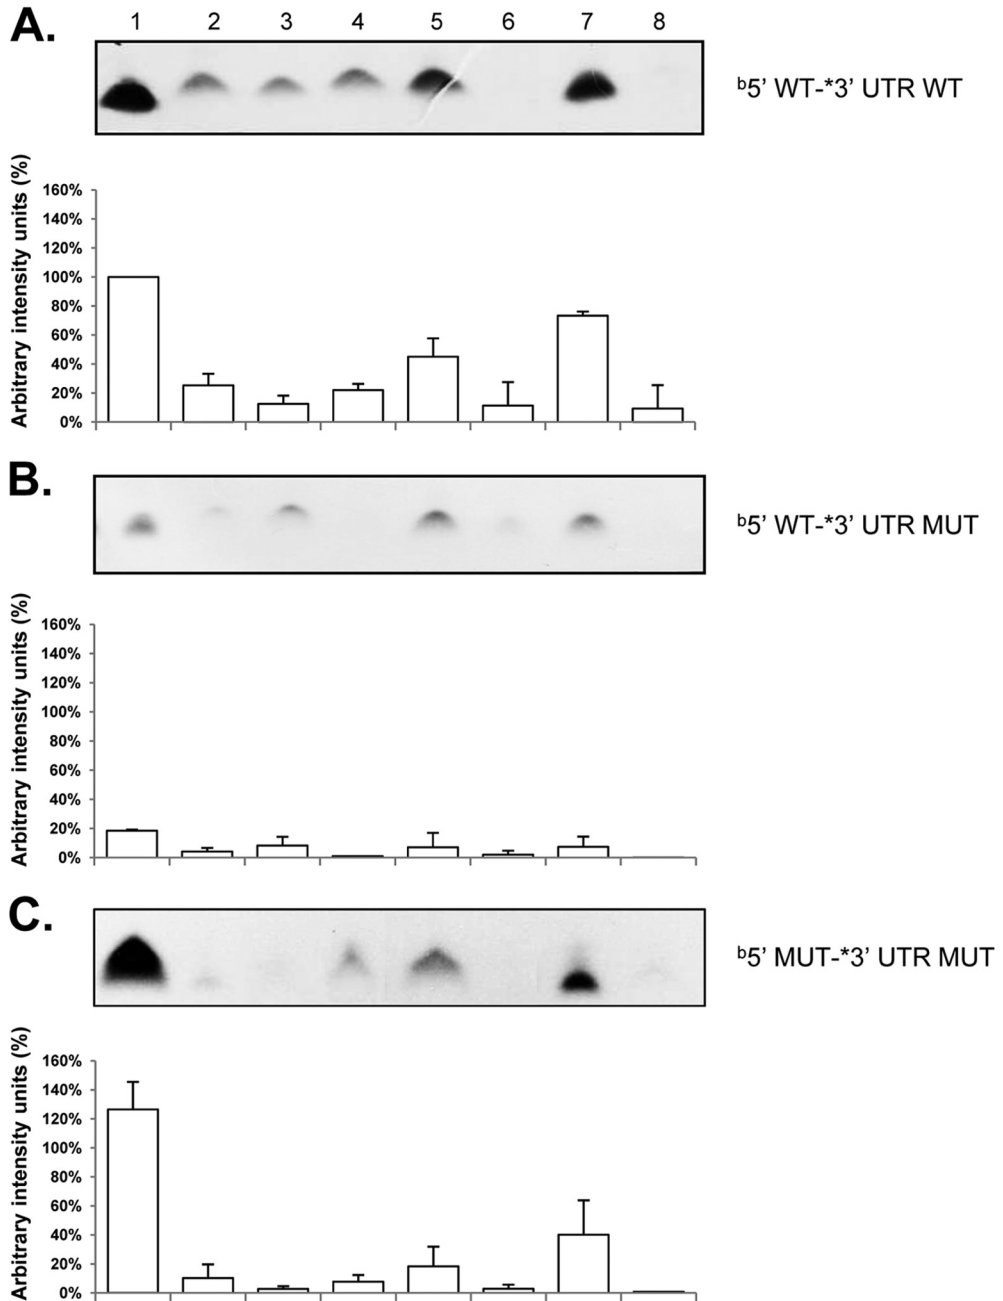 A.
1 2 3 4 5 6 7 8
ᵇ5’ WT-*3’ UTR WT
Arbitrary intensity units (%)
160%
140%
120%
100%
80%
60%
40%
20%
0%
B.
ᵇ5’ WT-*3’ UTR MUT
Arbitrary intensity units (%)
160%
140%
120%
100%
80%
60%
40%
20%
0%
C.
ᵇ5’ MUT-*3’ UTR MUT
Arbitrary intensity units (%)
160%
140%
120%
100%
80%
60%
40%
20%
0%